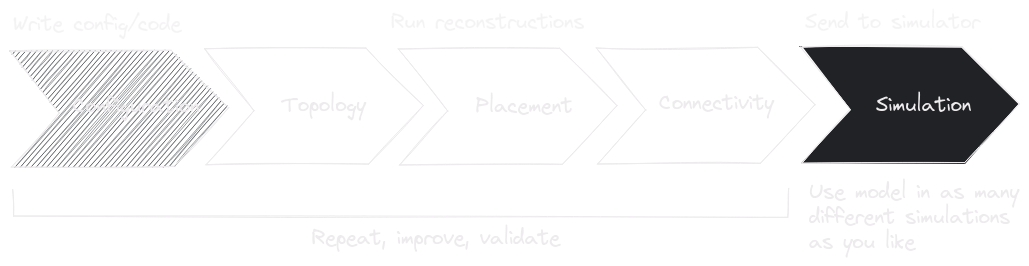 Write config/code
Run reconstructions
Send to simulator
Configuration
Topology
Placement
Connectivity
Simulation
Repeat, improve, validate
Use model in as many
different simulations
as you like